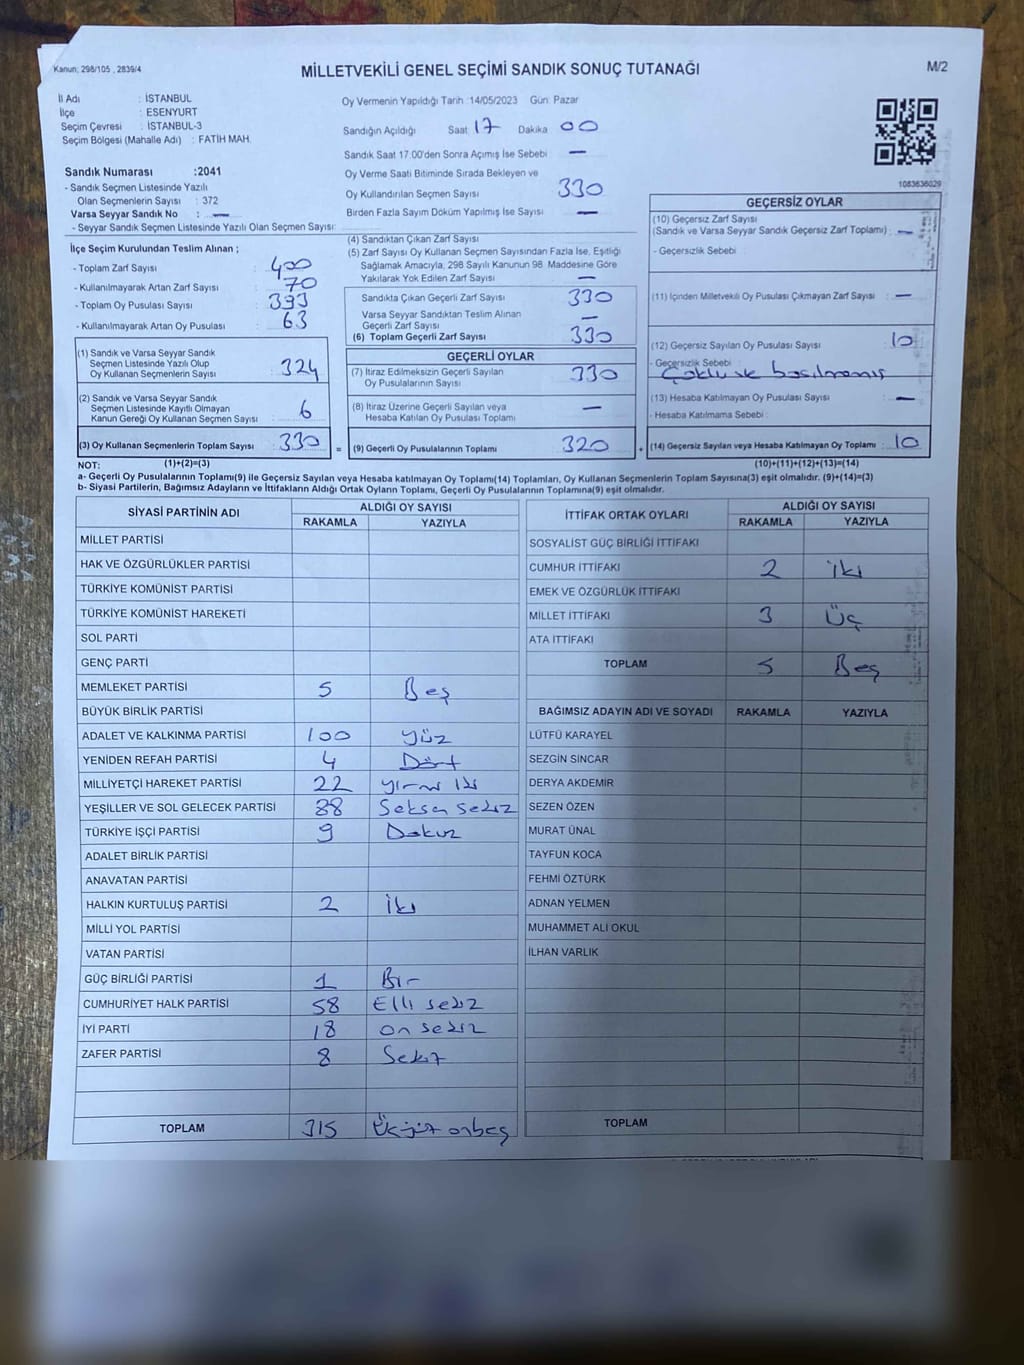 Kanun: 298/105 , 2839/4
MİLLETVEKİLİ GENEL SEÇİMİ SANDIK SONUÇ TUTANAĞI
M/2
İl Adı : İSTANBUL
İlçe : ESENYURT
Seçim Çevresi : İSTANBUL-3
Seçim Bölgesi (Mahalle Adı) : FATİH MAH.
Oy Vermenin Yapıldığı Tarih :14/05/2023 Gün: Pazar
Sandığın Açıldığı Saat 17 Dakika 00
Sandık Saat 17:00'den Sonra Açımış İse Sebebi —
Sandık Numarası :2041
- Sandık Seçmen Listesinde Yazılı
Olan Seçmenlerin Sayısı : 372
Varsa Seyyar Sandık No : —
- Seyyar Sandık Seçmen Listesinde Yazılı Olan Seçmen Sayısı:
Oy Verme Saati Bitiminde Sırada Bekleyen ve
Oy Kullandırılan Seçmen Sayısı 330
Birden Fazla Sayım Döküm Yapılmış İse Sayısı —
1083636029
İlçe Seçim Kurulundan Teslim Alınan ;
- Toplam Zarf Sayısı : 400
- Kullanılmayarak Artan Zarf Sayısı : 70
- Toplam Oy Pusulası Sayısı : 393
- Kullanılmayarak Artan Oy Pusulası : 63
(4) Sandıktan Çıkan Zarf Sayısı
(5) Zarf Sayısı Oy Kullanan Seçmen Sayısından Fazla İse, Eşitliği
Sağlamak Amacıyla, 298 Sayılı Kanunun 98. Maddesine Göre
Yakılarak Yok Edilen Zarf Sayısı —
Sandıkta Çıkan Geçerli Zarf Sayısı 330
Varsa Seyyar Sandıktan Teslim Alınan
Geçerli Zarf Sayısı —
(6) Toplam Geçerli Zarf Sayısı 330
GEÇERSİZ OYLAR
(10) Geçersiz Zarf Sayısı
(Sandık ve Varsa Seyyar Sandık Geçersiz Zarf Toplamı) : —
- Geçersizlik Sebebi
(11) İçinden Milletvekili Oy Pusulası Çıkmayan Zarf Sayısı : —
(12) Geçersiz Sayılan Oy Pusulası Sayısı : 10
- Geçersizlik Sebebi :
basılmamış
(13) Hesaba Katılmayan Oy Pusulası Sayısı : —
- Hesaba Katılmama Sebebi :
(1) Sandık ve Varsa Seyyar Sandık
Seçmen Listesinde Yazılı Olup
Oy Kullanan Seçmenlerin Sayısı : 324
(2) Sandık ve Varsa Seyyar Sandık
Seçmen Listesinde Kayıtlı Olmayan
Kanun Gereği Oy Kullanan Seçmen Sayısı : 6
GEÇERLİ OYLAR
(7) İtiraz Edilmeksizin Geçerli Sayılan
Oy Pusulalarının Sayısı : 330
(8) İtiraz Üzerine Geçerli Sayılan veya
Hesaba Katılan Oy Pusulası Toplamı : —
(3) Oy Kullanan Seçmenlerin Toplam Sayısı : 330 = (9) Geçerli Oy Pusulalarının Toplamı 320 + (14) Geçersiz Sayılan veya Hesaba Katılmayan Oy Toplamı : 10
NOT: (1)+(2)=(3) (10)+(11)+(12)+(13)=(14)
a- Geçerli Oy Pusulalarının Toplamı(9) ile Geçersiz Sayılan veya Hesaba katılmayan Oy Toplamı(14) Toplamları, Oy Kullanan Seçmenlerin Toplam Sayısına(3) eşit olmalıdır. (9)+(14)=(3)
b- Siyasi Partilerin, Bağımsız Adayların ve İttifakların Aldığı Ortak Oyların Toplamı, Geçerli Oy Pusulalarının Toplamına(9) eşit olmalıdır.
SİYASİ PARTİNİN ADI ALDIĞI OY SAYISI
RAKAMLA YAZIYLA
MİLLET PARTİSİ
HAK VE ÖZGÜRLÜKLER PARTİSİ
TÜRKİYE KOMÜNİST PARTİSİ
TÜRKİYE KOMÜNİST HAREKETİ
SOL PARTİ
GENÇ PARTİ
MEMLEKET PARTİSİ 5 Beş
BÜYÜK BİRLİK PARTİSİ
ADALET VE KALKINMA PARTİSİ 100 yüz
YENİDEN REFAH PARTİSİ 4 Dört
MİLLİYETÇİ HAREKET PARTİSİ 22 yirmi iki
YEŞİLLER VE SOL GELECEK PARTİSİ 88 Seksen sekiz
TÜRKİYE İŞÇİ PARTİSİ 9 Dokuz
ADALET BİRLİK PARTİSİ
ANAVATAN PARTİSİ
HALKIN KURTULUŞ PARTİSİ 2 iki
MİLLİ YOL PARTİSİ
VATAN PARTİSİ
GÜÇ BİRLİĞİ PARTİSİ 1 Bir
CUMHURİYET HALK PARTİSİ 58 Elli sekiz
İYİ PARTİ 18 on sekiz
ZAFER PARTİSİ 8 Sekiz
TOPLAM 315 Üçyüz onbeş
İTTİFAK ORTAK OYLARI ALDIĞI OY SAYISI
RAKAMLA YAZIYLA
SOSYALİST GÜÇ BİRLİĞİ İTTİFAKI
CUMHUR İTTİFAKI 2 iki
EMEK VE ÖZGÜRLÜK İTTİFAKI
MİLLET İTTİFAKI 3 Üç
ATA İTTİFAKI
TOPLAM 5 Beş
BAĞIMSIZ ADAYIN ADI VE SOYADI RAKAMLA YAZIYLA
LÜTFÜ KARAYEL
SEZGİN SİNCAR
DERYA AKDEMİR
SEZEN ÖZEN
MURAT ÜNAL
TAYFUN KOCA
FEHMİ ÖZTÜRK
ADNAN YELMEN
MUHAMMET ALİ OKUL
İLHAN VARLIK
TOPLAM